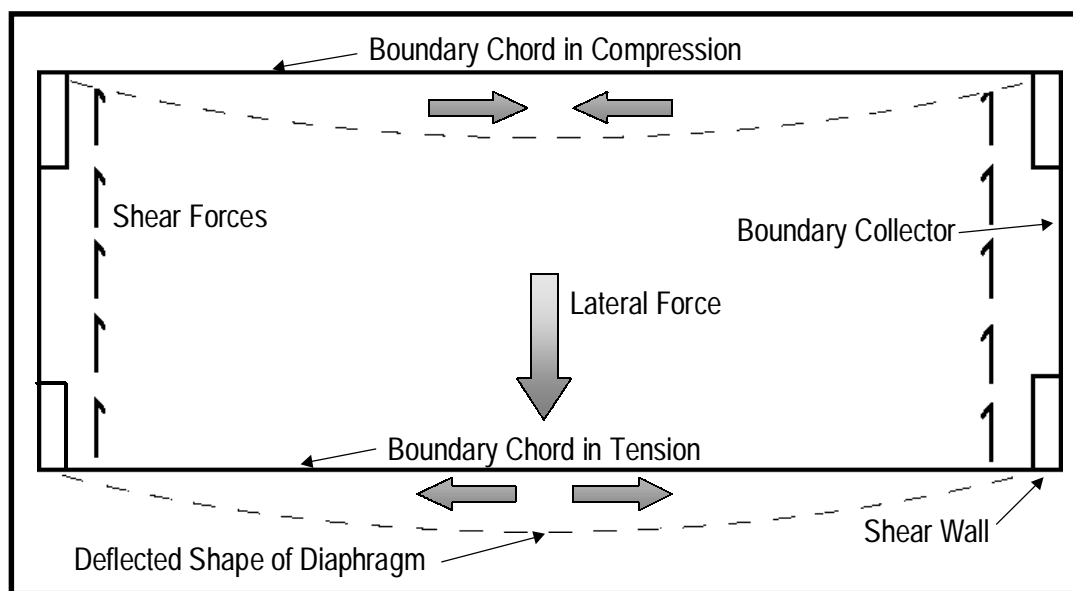 Boundary Chord in Compression
Shear Forces
Boundary Collector
Lateral Force
Boundary Chord in Tension
Shear Wall
Deflected Shape of Diaphragm